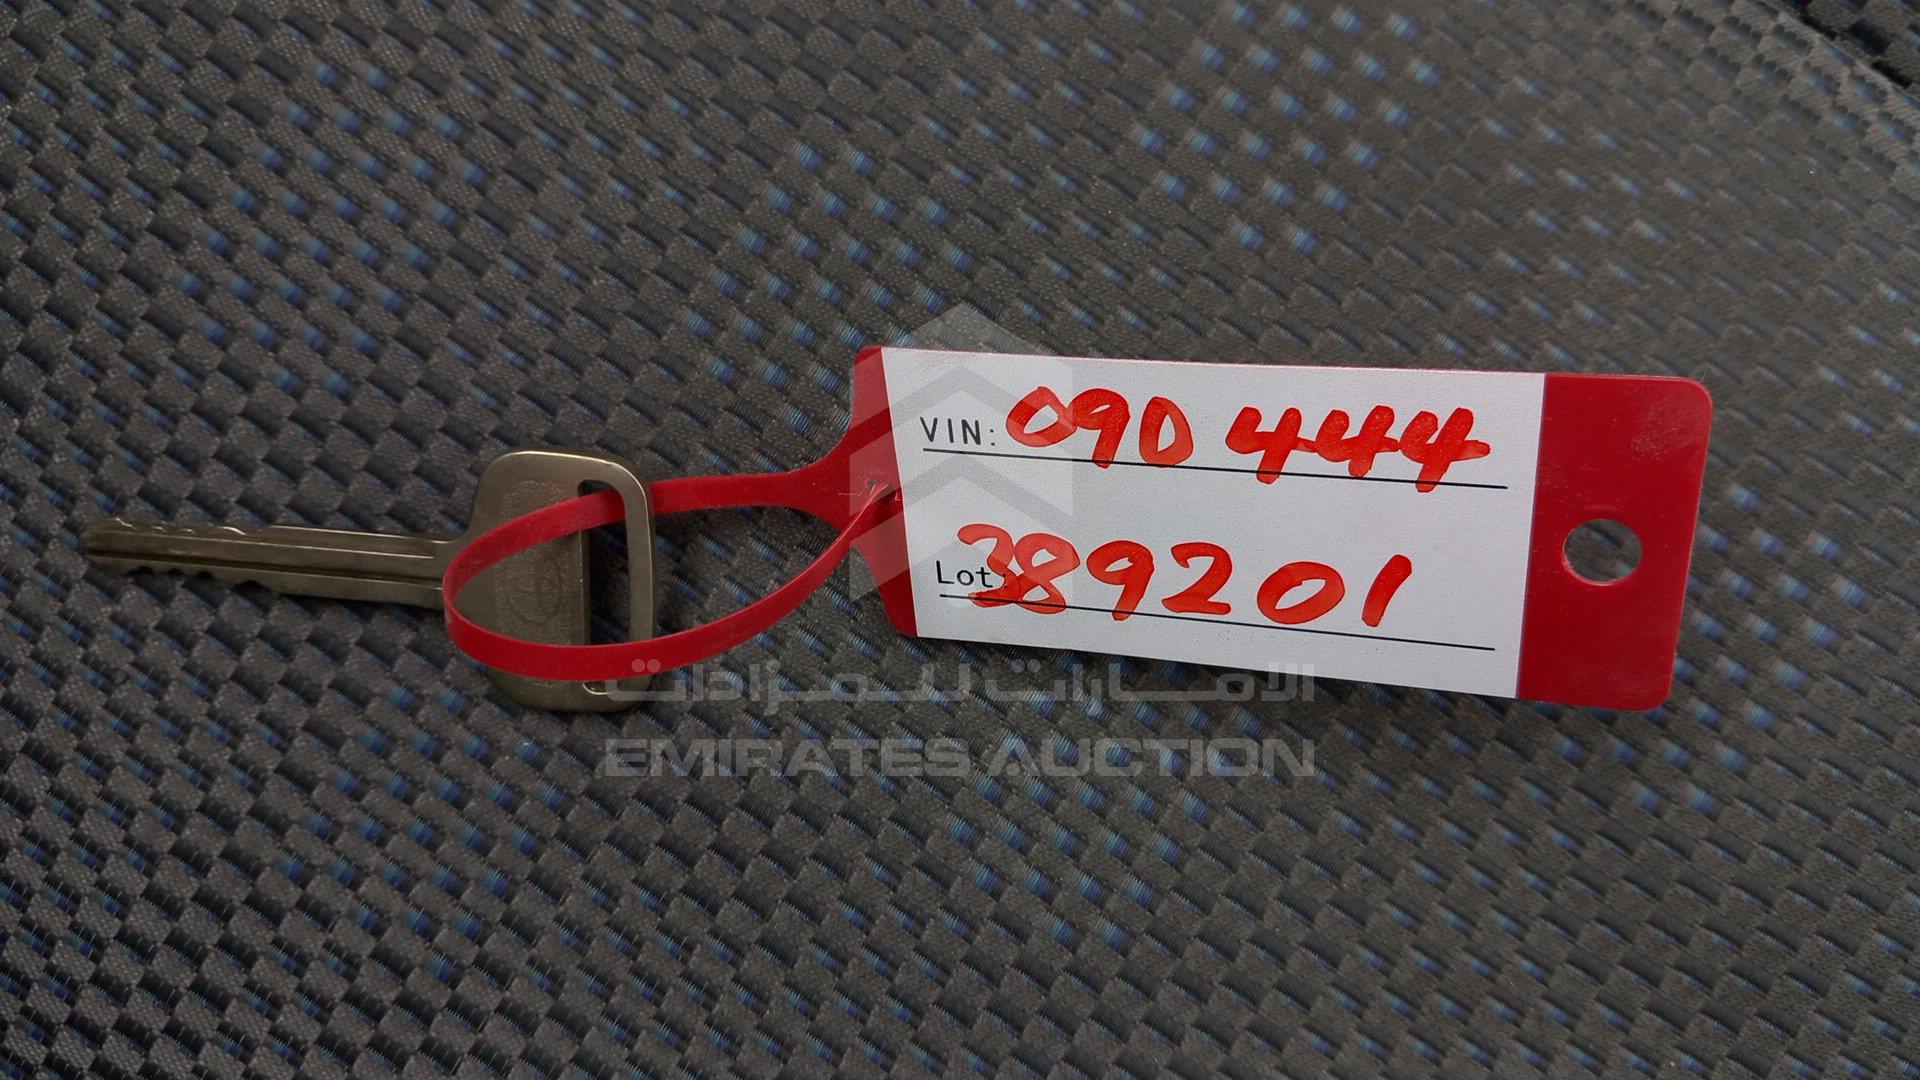 VIN: 090 444
Lot: 389201
الامارات للمزادات
EMIRATES AUCTION